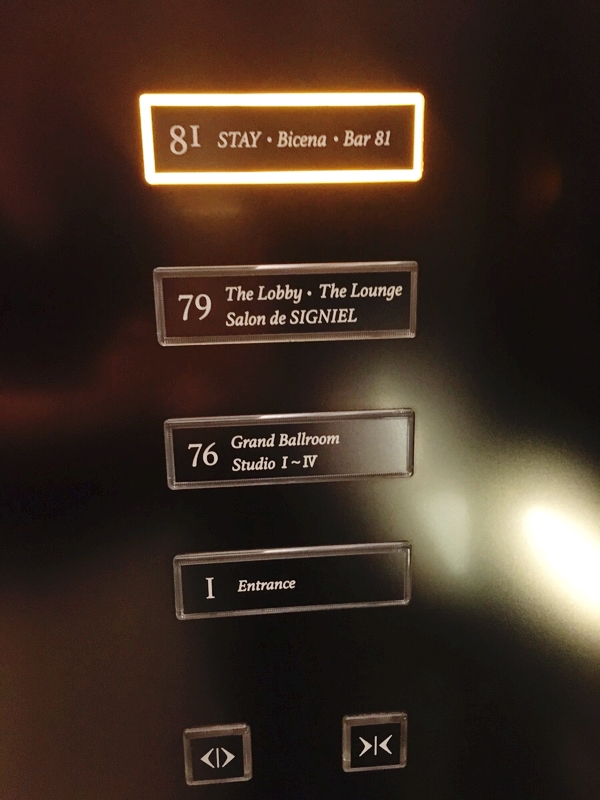 81 STAY • Bicena • Bar 81
79 The Lobby • The Lounge
Salon de SIGNIEL
76 Grand Ballroom
Studio I ~ IV
1 Entrance